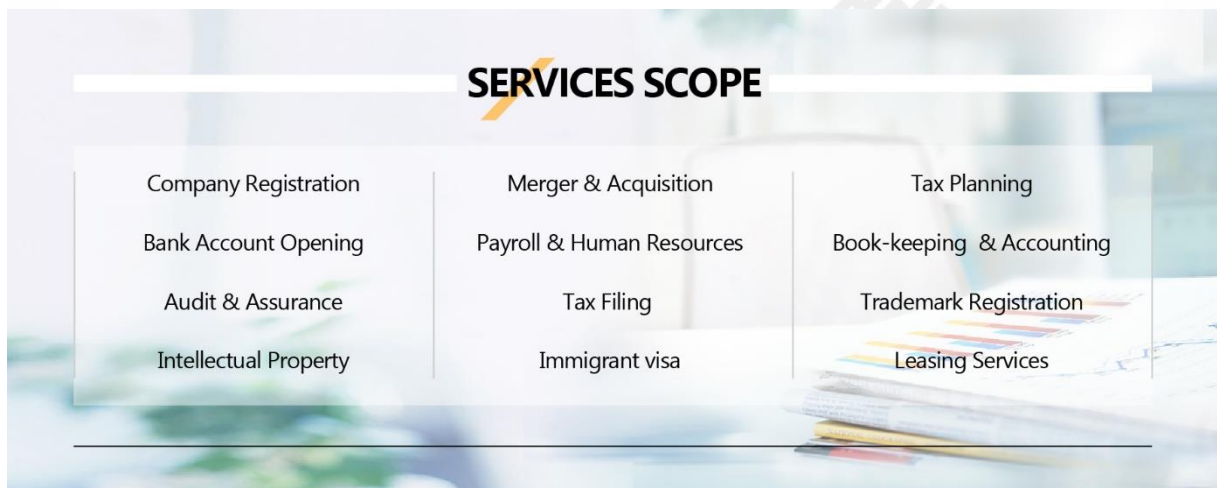 SERVICES SCOPE
Company Registration
Merger & Acquisition
Tax Planning
Bank Account Opening
Payroll & Human Resources
Book-keeping & Accounting
Audit & Assurance
Tax Filing
Trademark Registration
Intellectual Property
Immigrant visa
Leasing Services